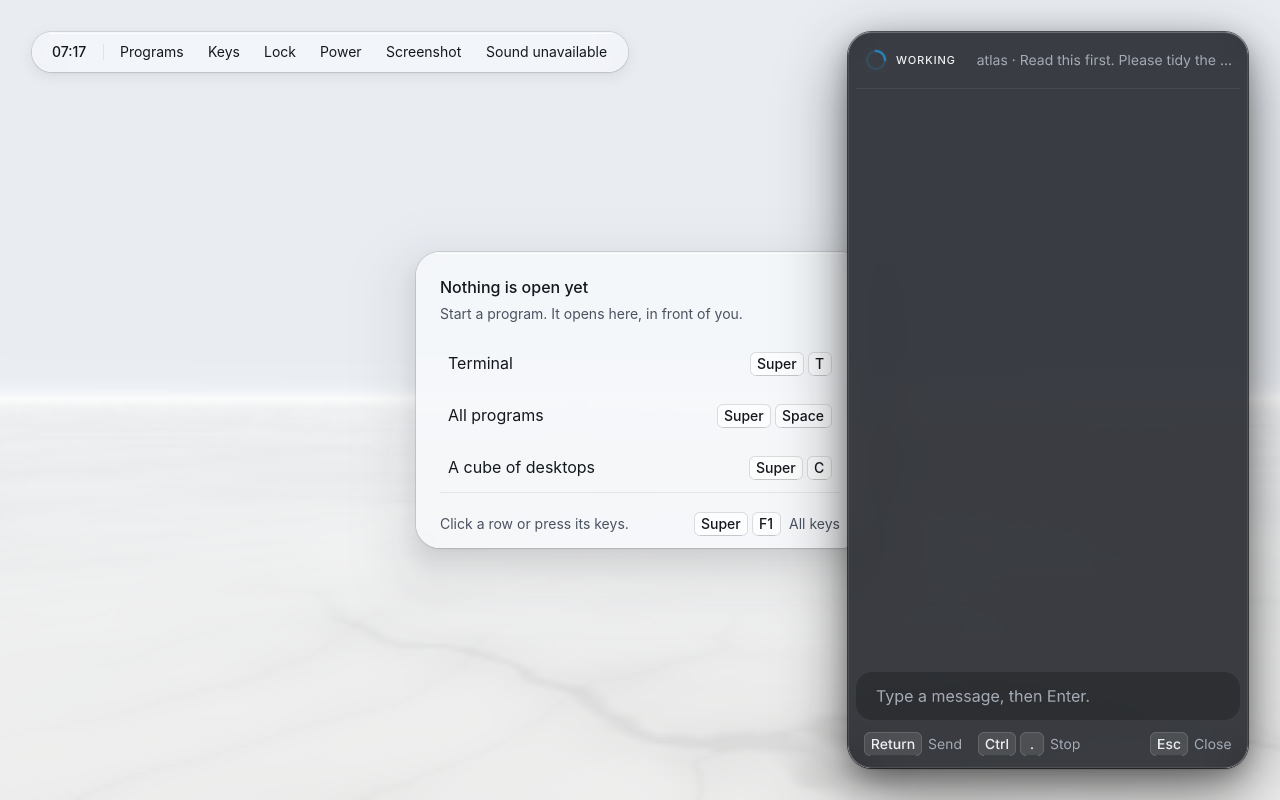 07:17 Programs Keys Lock Power Screenshot Sound unavailable
WORKING atlas · Read this first. Please tidy the ...
Nothing is open yet
Start a program. It opens here, in front of you.
Terminal Super T
All programs Super Space
A cube of desktops Super C
Click a row or press its keys. Super F1 All keys
Type a message, then Enter.
Return Send Ctrl . Stop Esc Close